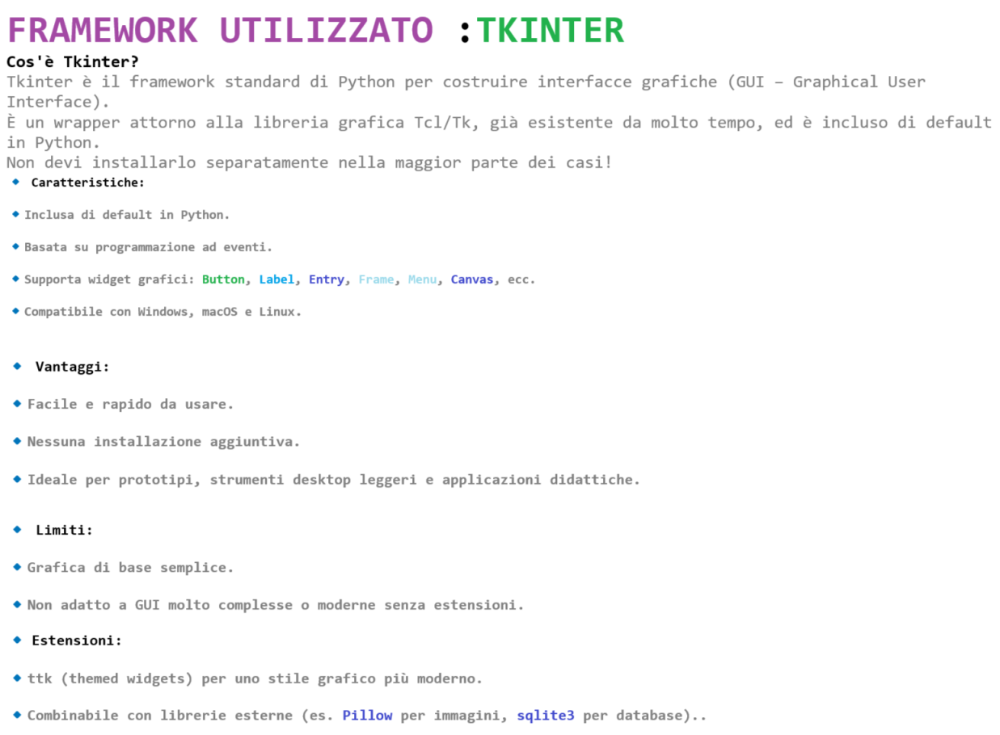 FRAMEWORK UTILIZZATO :TKINTER
Cos'è Tkinter?
Tkinter è il framework standard di Python per costruire interfacce grafiche (GUI – Graphical User
Interface).
È un wrapper attorno alla libreria grafica Tcl/Tk, già esistente da molto tempo, ed è incluso di default
in Python.
Non devi installarlo separatamente nella maggior parte dei casi!
🔹 Caratteristiche:
🔹Inclusa di default in Python.
🔹Basata su programmazione ad eventi.
🔹Supporta widget grafici: Button, Label, Entry, Frame, Menu, Canvas, ecc.
🔹Compatibile con Windows, macOS e Linux.
🔹 Vantaggi:
🔹Facile e rapido da usare.
🔹Nessuna installazione aggiuntiva.
🔹Ideale per prototipi, strumenti desktop leggeri e applicazioni didattiche.
🔹 Limiti:
🔹Grafica di base semplice.
🔹Non adatto a GUI molto complesse o moderne senza estensioni.
🔹 Estensioni:
🔹ttk (themed widgets) per uno stile grafico più moderno.
🔹Combinabile con librerie esterne (es. Pillow per immagini, sqlite3 per database)..